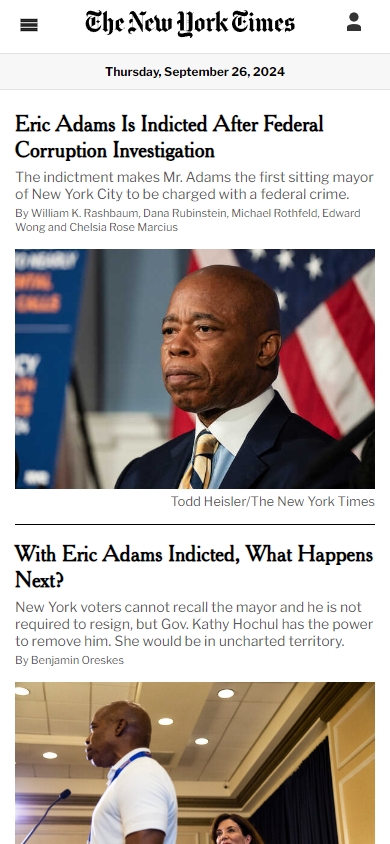 The New York Times
Thursday, September 26, 2024
Eric Adams Is Indicted After Federal
Corruption Investigation
The indictment makes Mr. Adams the first sitting mayor
of New York City to be charged with a federal crime.
By William K. Rashbaum, Dana Rubinstein, Michael Rothfeld, Edward
Wong and Chelsia Rose Marcius
CALLS
Todd Heisler/The New York Times
With Eric Adams Indicted, What Happens
Next?
New York voters cannot recall the mayor and he is not
required to resign, but Gov. Kathy Hochul has the power
to remove him. She would be in uncharted territory.
By Benjamin Oreskes